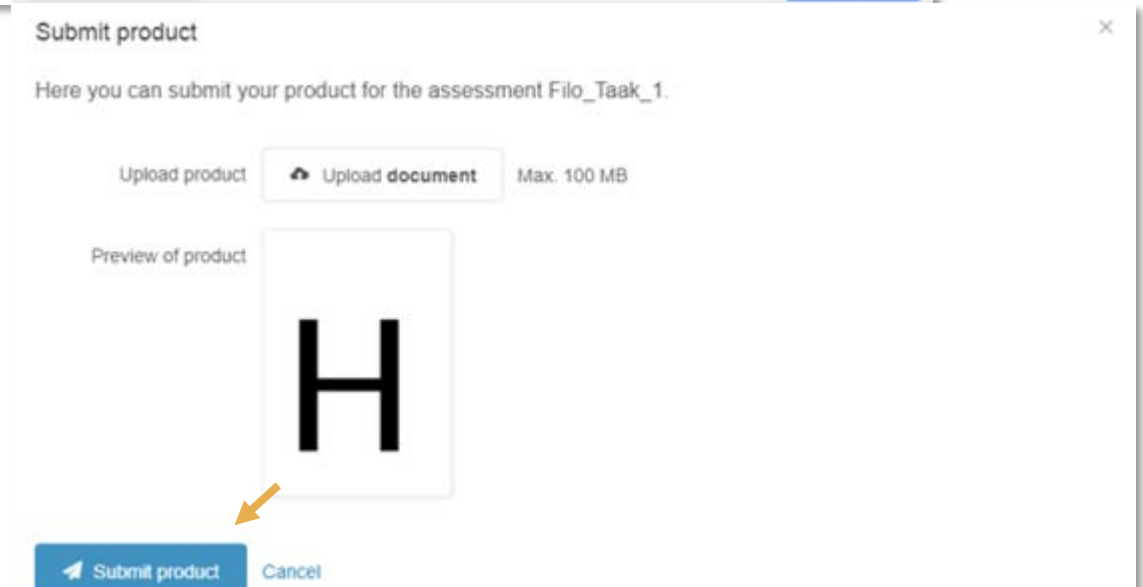 Submit product
Here you can submit your product for the assessment Filo_Taak_1.
Upload product Upload document Max. 100 MB
Preview of product
H
Submit product Cancel